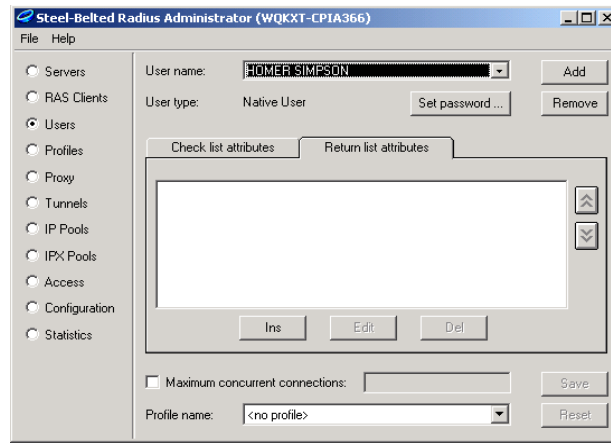 Steel-Belted Radius Administrator (WQKXT-CPIA366)
File Help
Servers
RAS Clients
Users
Profiles
Proxy
Tunnels
IP Pools
IPX Pools
Access
Configuration
Statistics
User name: HOMER SIMPSON Add
User type: Native User Set password ... Remove
Check list attributes Return list attributes
Ins Edit Del
Maximum concurrent connections: Save
Profile name: <no profile> Reset